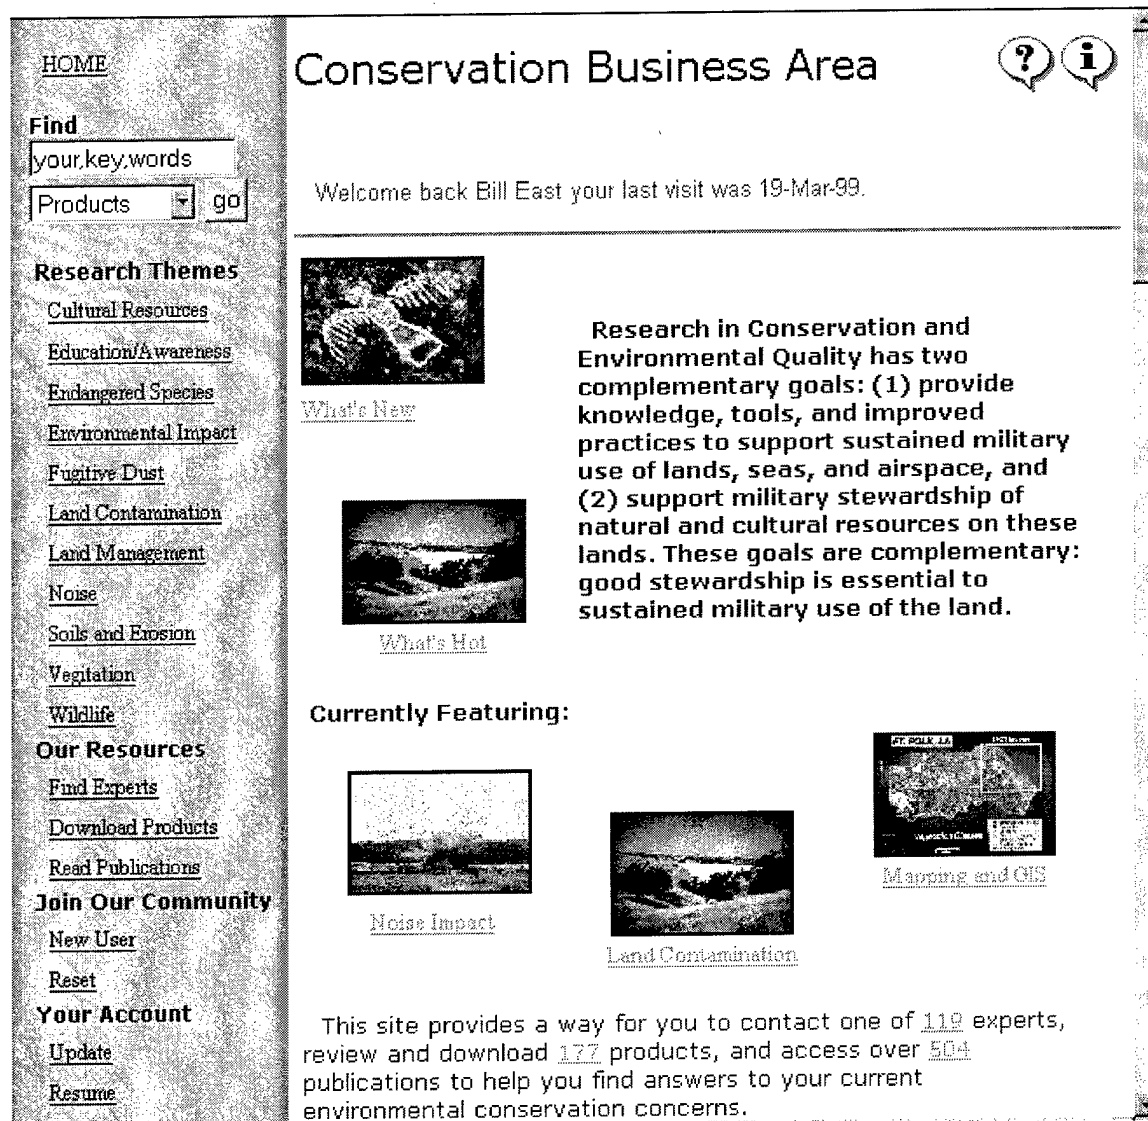 HOME
Find
your,key,words
Products
go
Research Themes
Cultural Resources
Education/Awareness
Endangered Species
Environmental Impact
Fugitive Dust
Land Contamination
Land Management
Noise
Soils and Erosion
Vegitation
Wildlife
Our Resources
Find Experts
Download Products
Read Publications
Join Our Community
New User
Reset
Your Account
Update
Resume
Conservation Business Area
? i
Welcome back Bill East your last visit was 19-Mar-99.
What's New
What's Hot
Research in Conservation and
Environmental Quality has two
complementary goals: (1) provide
knowledge, tools, and improved
practices to support sustained military
use of lands, seas, and airspace, and
(2) support military stewardship of
natural and cultural resources on these
lands. These goals are complementary:
good stewardship is essential to
sustained military use of the land.
Currently Featuring:
Noise Impact
Land Contamination
FT. POLK, LA
Mapping and GIS
This site provides a way for you to contact one of 119 experts,
review and download 177 products, and access over 504
publications to help you find answers to your current
environmental conservation concerns.